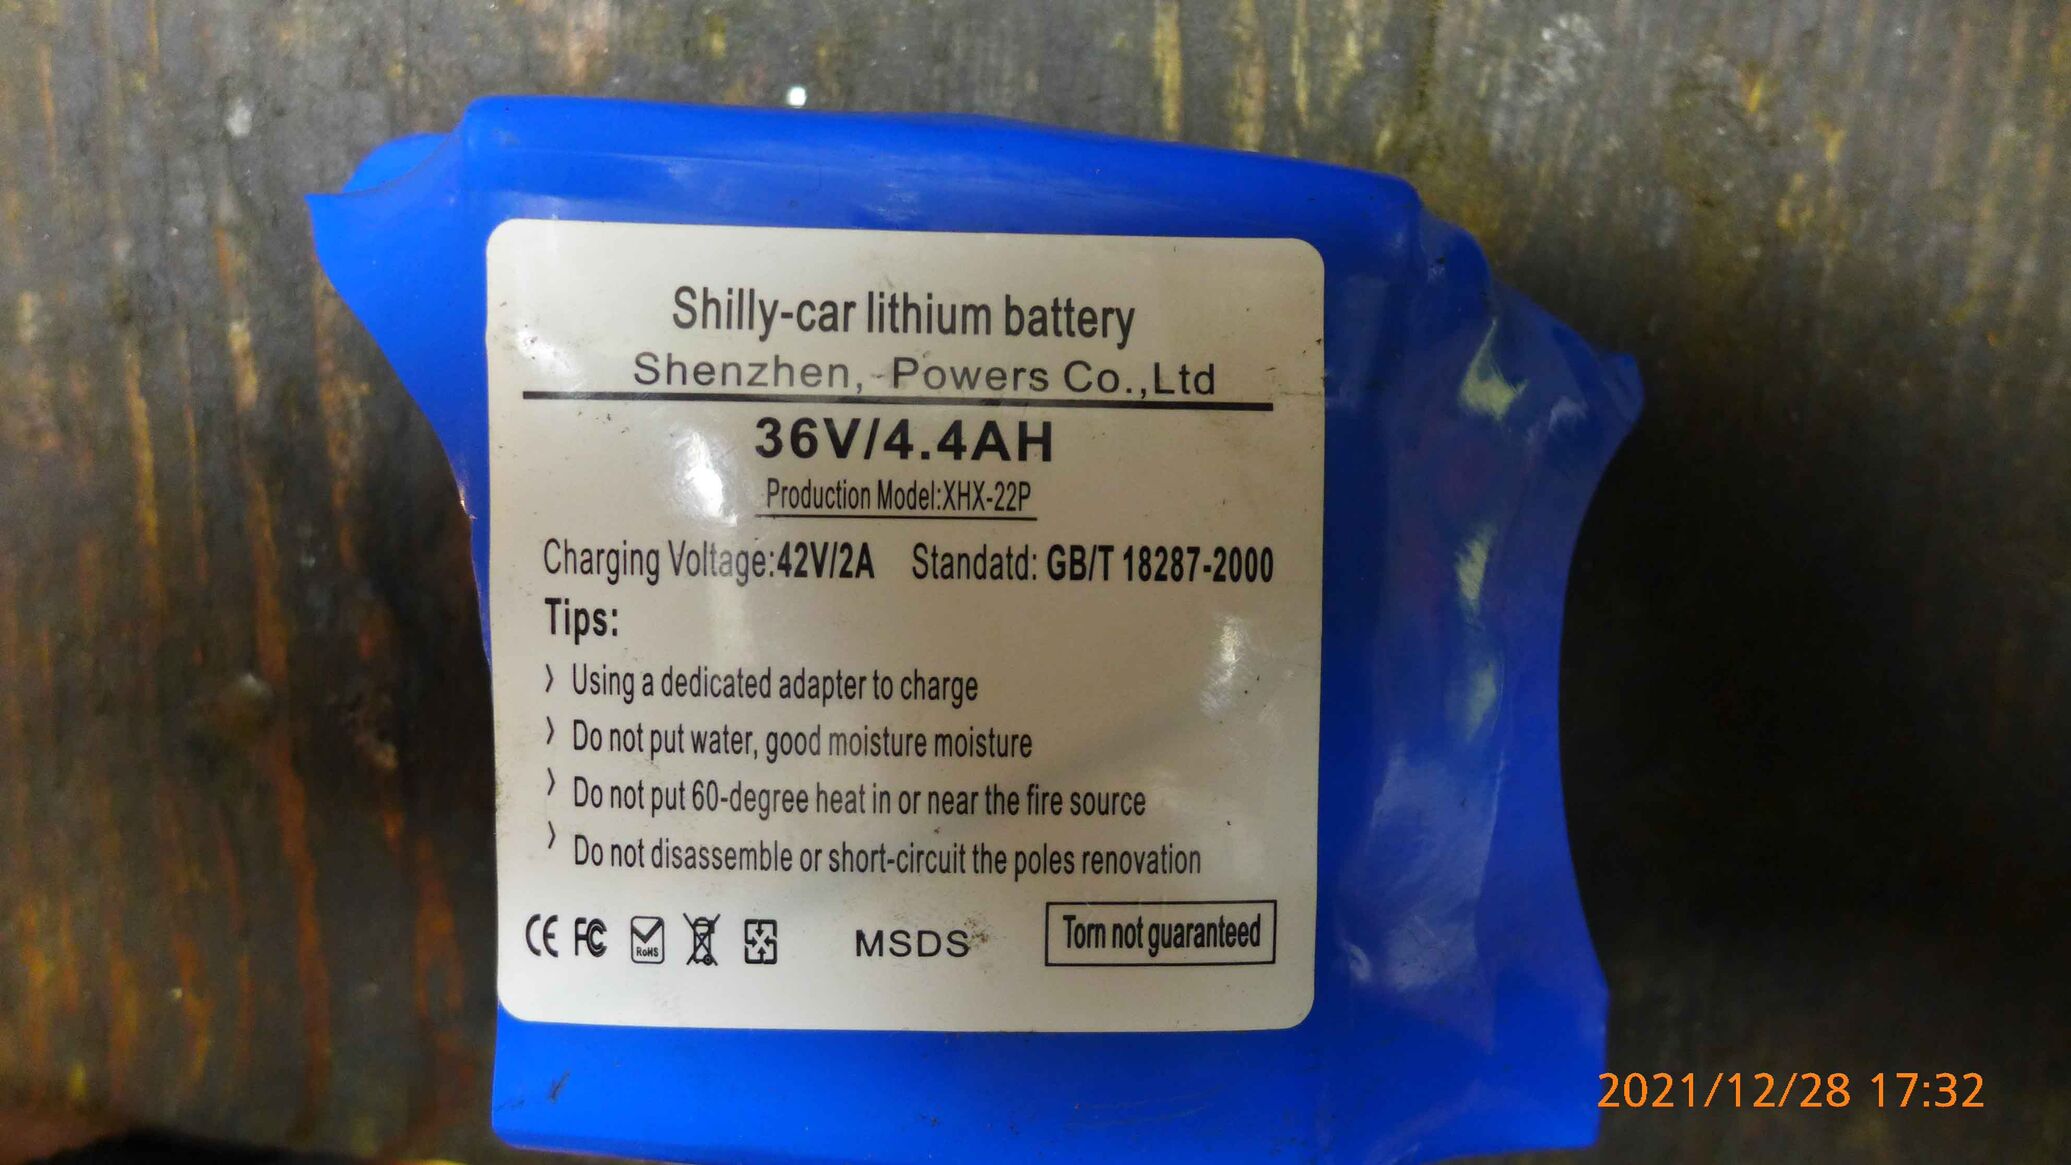 Shilly-car lithium battery
Shenzhen, Powers Co.,Ltd
36V/4.4AH
Production Model:XHX-22P
Charging Voltage:42V/2A Standatd: GB/T 18287-2000
Tips:
› Using a dedicated adapter to charge
› Do not put water, good moisture moisture
› Do not put 60-degree heat in or near the fire source
› Do not disassemble or short-circuit the poles renovation
CE FC RoHS MSDS Torn not guaranteed
2021/12/28 17:32